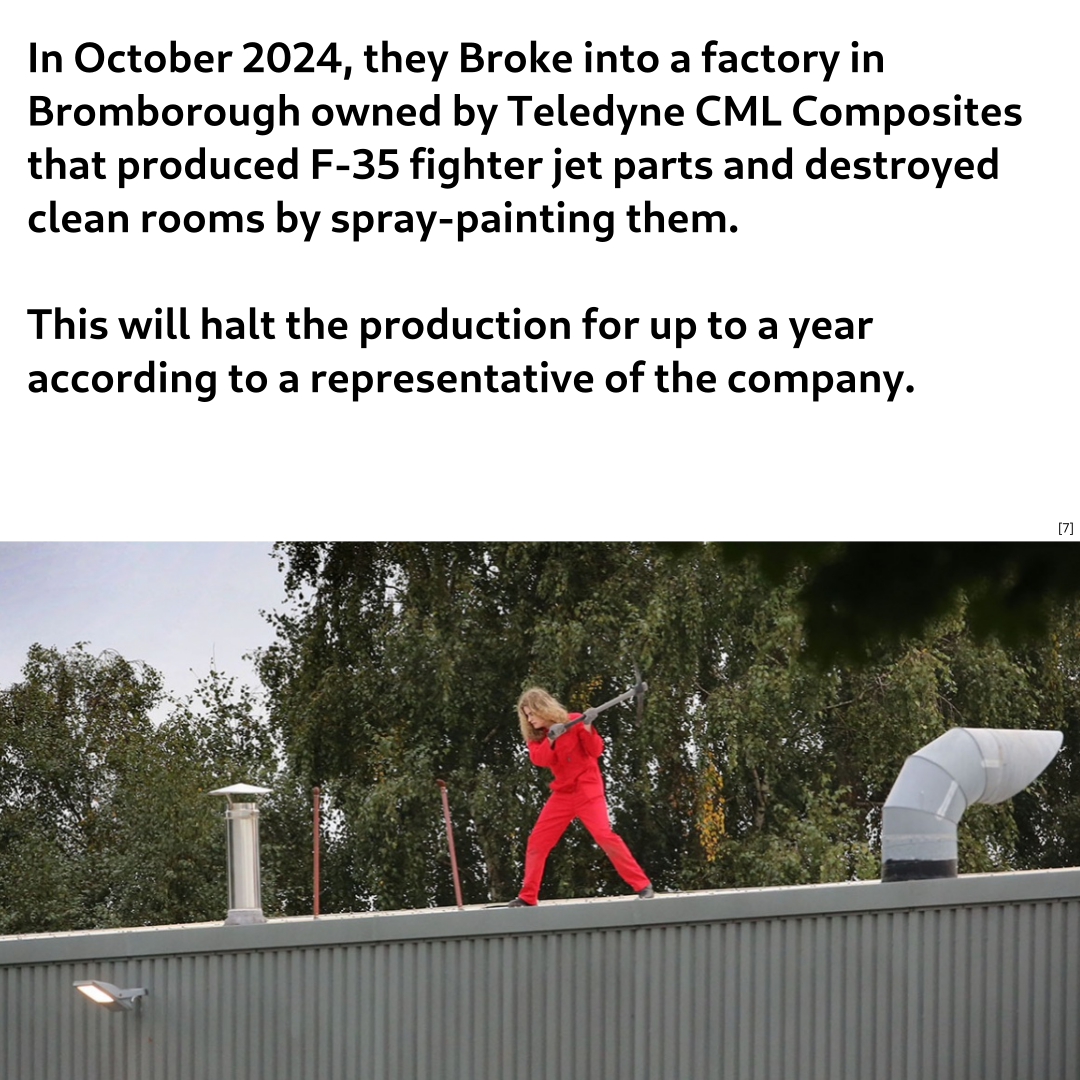 In October 2024, they Broke into a factory in
Bromborough owned by Teledyne CML Composites
that produced F-35 fighter jet parts and destroyed
clean rooms by spray-painting them.
This will halt the production for up to a year
according to a representative of the company.
[7]